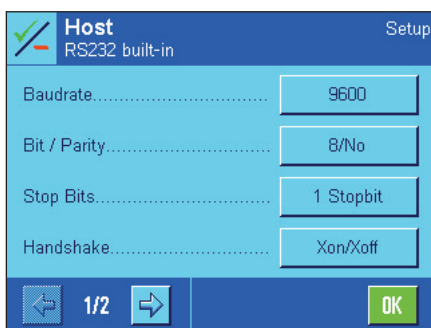 Host Setup
RS232 built-in
Baudrate.............................. 9600
Bit / Parity............................ 8/No
Stop Bits.............................. 1 Stopbit
Handshake........................... Xon/Xoff
1/2 OK